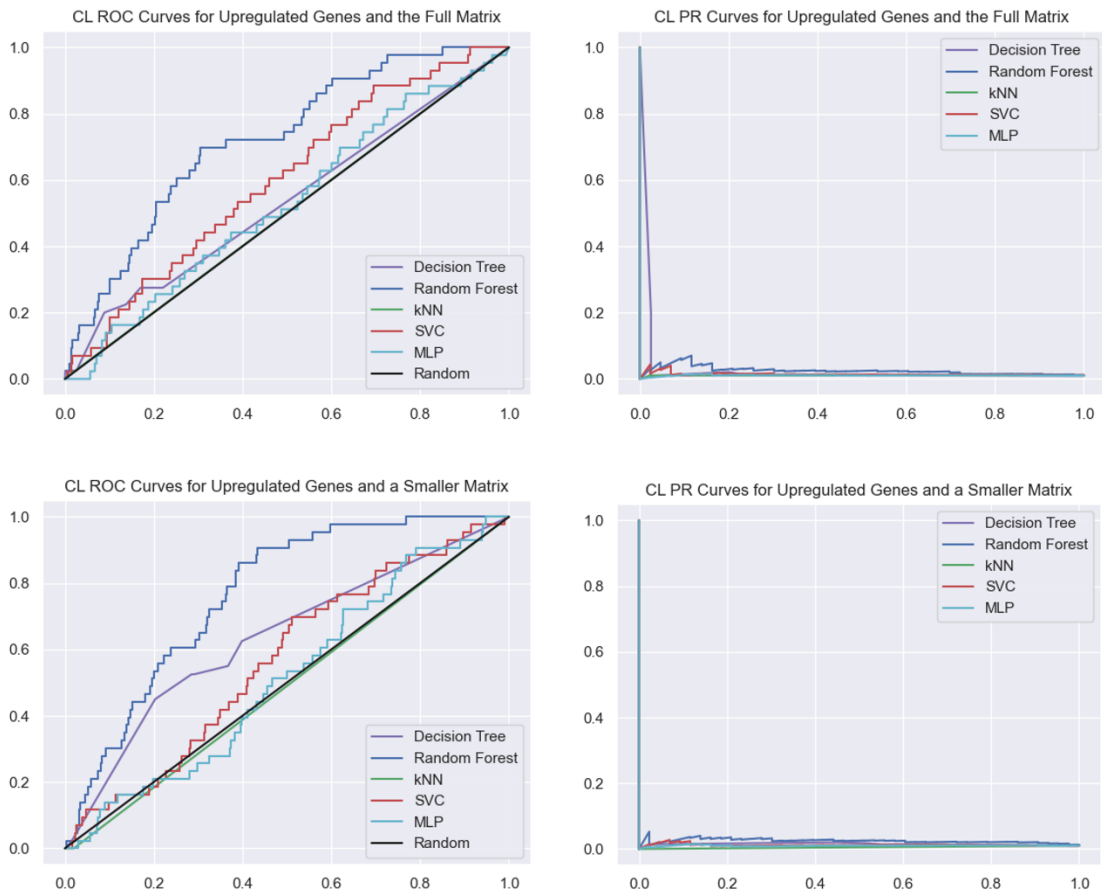 CL ROC Curves for Upregulated Genes and the Full Matrix
1.0
0.8
0.6
0.4
0.2
0.0
0.0 0.2 0.4 0.6 0.8 1.0
Decision Tree
Random Forest
kNN
SVC
MLP
Random
CL PR Curves for Upregulated Genes and the Full Matrix
1.0
0.8
0.6
0.4
0.2
0.0
0.0 0.2 0.4 0.6 0.8 1.0
Decision Tree
Random Forest
kNN
SVC
MLP
CL ROC Curves for Upregulated Genes and a Smaller Matrix
1.0
0.8
0.6
0.4
0.2
0.0
0.0 0.2 0.4 0.6 0.8 1.0
Decision Tree
Random Forest
kNN
SVC
MLP
Random
CL PR Curves for Upregulated Genes and a Smaller Matrix
1.0
0.8
0.6
0.4
0.2
0.0
0.0 0.2 0.4 0.6 0.8 1.0
Decision Tree
Random Forest
kNN
SVC
MLP